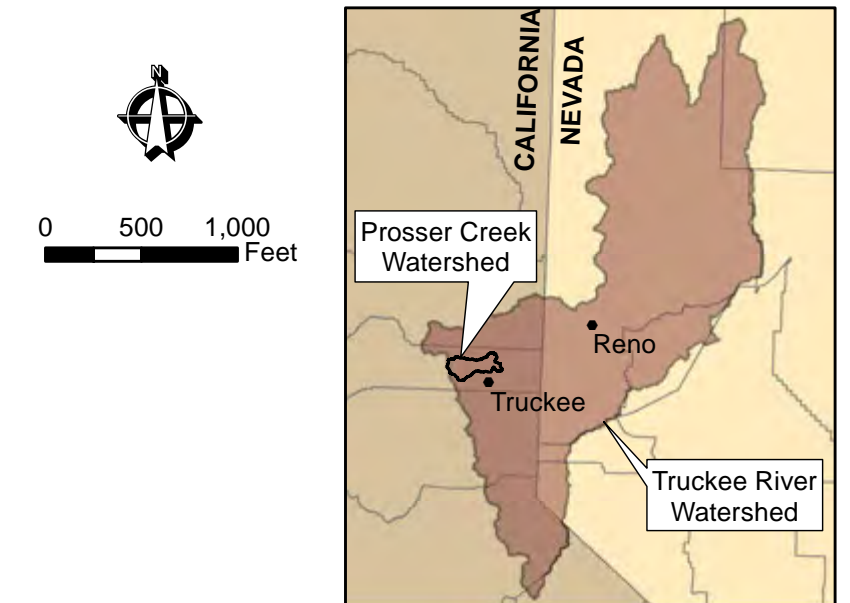 N
0 500 1,000
Feet
CALIFORNIA
NEVADA
Prosser Creek
Watershed
Reno
Truckee
Truckee River
Watershed